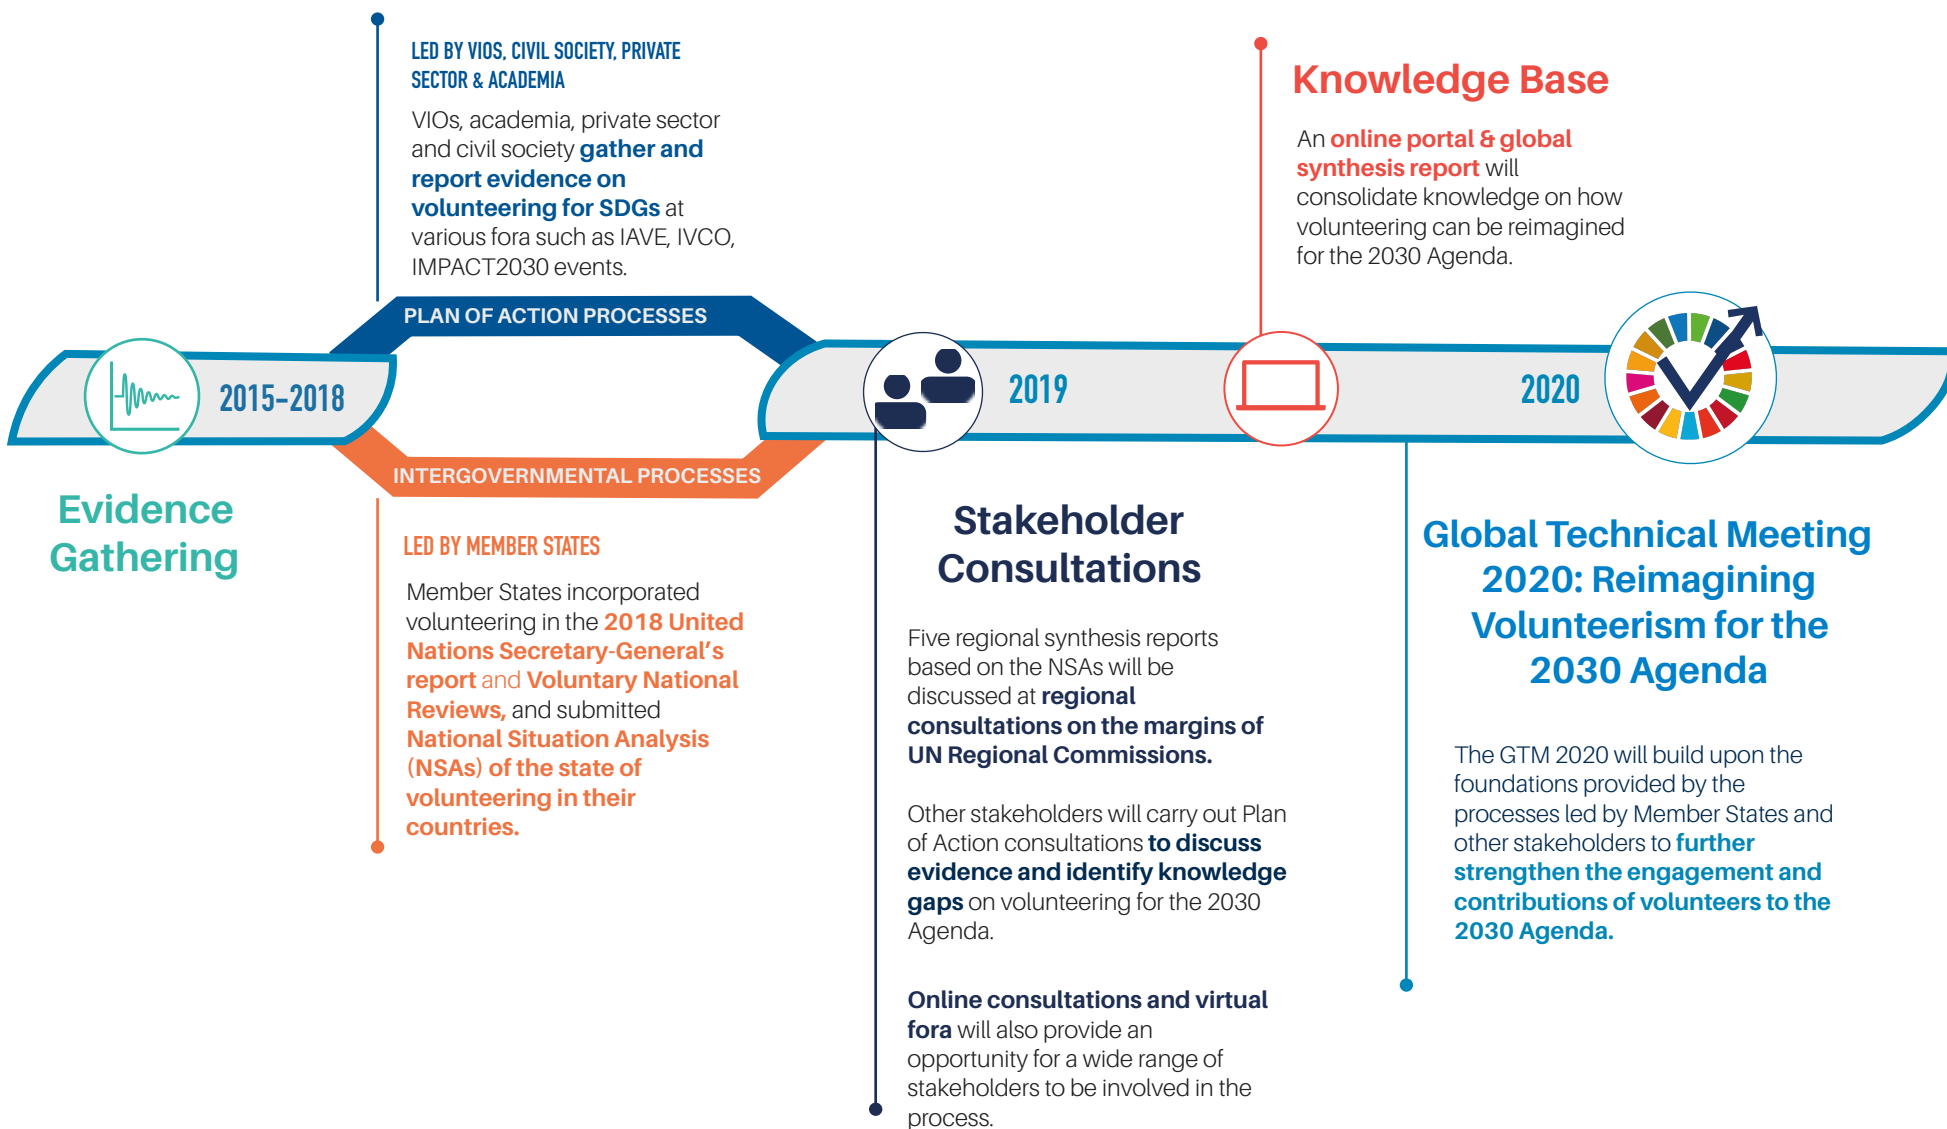 LED BY VIOS, CIVIL SOCIETY, PRIVATE
SECTOR & ACADEMIA
VIOs, academia, private sector
and civil society gather and
report evidence on
volunteering for SDGs at
various fora such as IAVE, IVCO,
IMPACT2030 events.
PLAN OF ACTION PROCESSES
2015-2018
Evidence
Gathering
INTERGOVERNMENTAL PROCESSES
LED BY MEMBER STATES
Member States incorporated
volunteering in the 2018 United
Nations Secretary-General's
report and Voluntary National
Reviews, and submitted
National Situation Analysis
(NSAs) of the state of
volunteering in their
countries.
2019
Stakeholder
Consultations
Five regional synthesis reports
based on the NSAs will be
discussed at regional
consultations on the margins of
UN Regional Commissions.
Other stakeholders will carry out Plan
of Action consultations to discuss
evidence and identify knowledge
gaps on volunteering for the 2030
Agenda.
Online consultations and virtual
fora will also provide an
opportunity for a wide range of
stakeholders to be involved in the
process.
Knowledge Base
An online portal & global
synthesis report will
consolidate knowledge on how
volunteering can be reimagined
for the 2030 Agenda.
2020
Global Technical Meeting
2020: Reimagining
Volunteerism for the
2030 Agenda
The GTM 2020 will build upon the
foundations provided by the
processes led by Member States and
other stakeholders to further
strengthen the engagement and
contributions of volunteers to the
2030 Agenda.